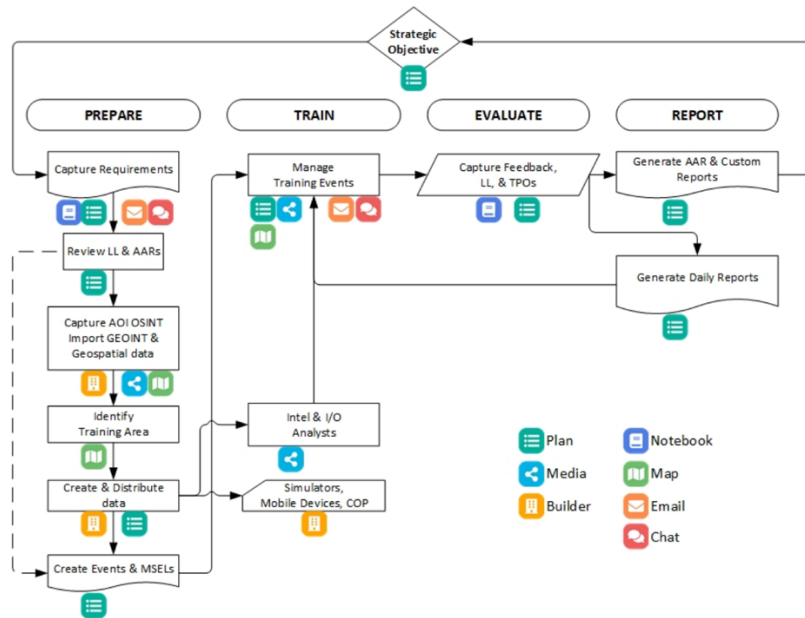 Strategic
Objective
PREPARE
TRAIN
EVALUATE
REPORT
Capture Requirements
Manage
Training Events
Capture Feedback,
LL, & TPOs
Generate AAR & Custom
Reports
Review LL & AARs
Generate Daily Reports
Capture AOI OSINT
Import GEOINT &
Geospatial data
Identify
Training Area
Intel & I/O
Analysts
Create & Distribute
data
Simulators,
Mobile Devices, COP
Create Events & MSELs
Plan
Media
Builder
Notebook
Map
Email
Chat